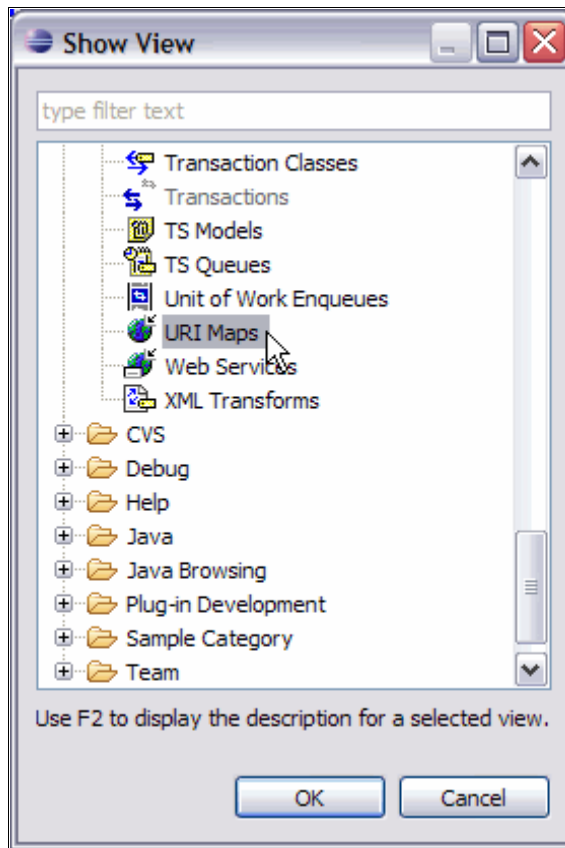 Show View
type filter text
Transaction Classes
Transactions
TS Models
TS Queues
Unit of Work Enqueues
URI Maps
Web Services
XML Transforms
CVS
Debug
Help
Java
Java Browsing
Plug-in Development
Sample Category
Team
Use F2 to display the description for a selected view.
OK Cancel